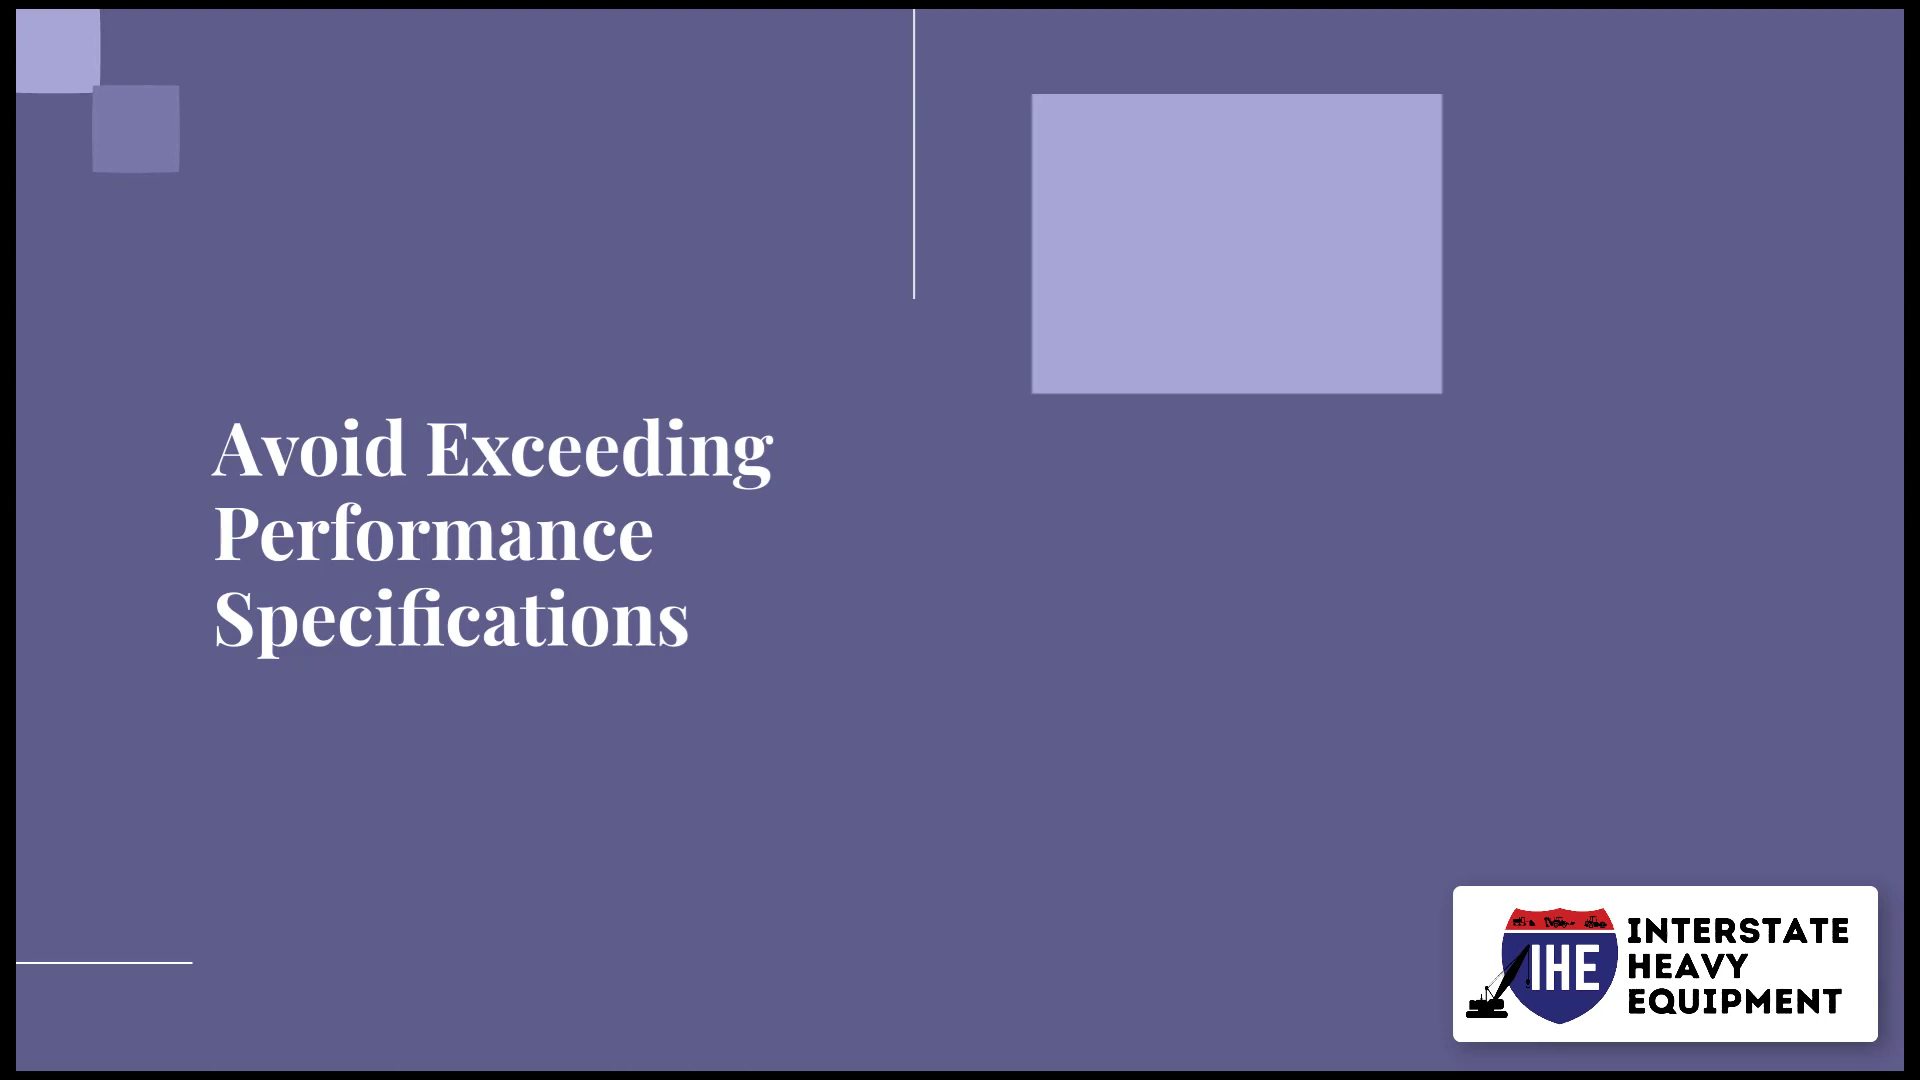 Avoid Exceeding
Performance
Specifications
IHE
INTERSTATE
HEAVY
EQUIPMENT